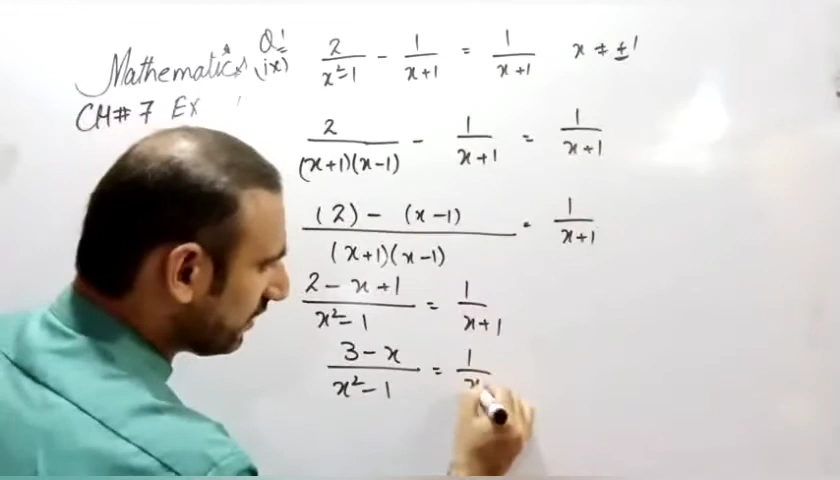 Mathematics
CH# 7 Ex
Q1
(ix)
2/(x²-1) - 1/(x+1) = 1/(x+1)   x ≠ ±1
2/((x+1)(x-1)) - 1/(x+1) = 1/(x+1)
((2) - (x-1))/((x+1)(x-1)) = 1/(x+1)
(2-x+1)/(x²-1) = 1/(x+1)
(3-x)/(x²-1) = 1/x